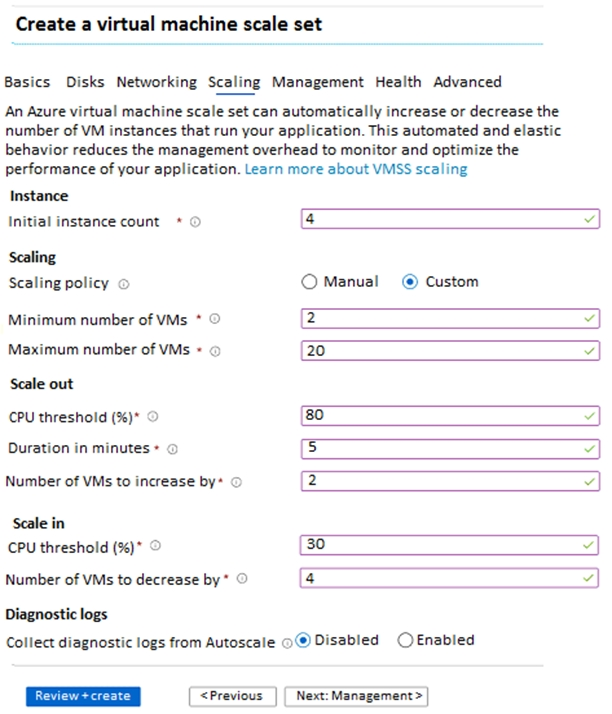 Create a virtual machine scale set
Basics Disks Networking Scaling Management Health Advanced
An Azure virtual machine scale set can automatically increase or decrease the
number of VM instances that run your application. This automated and elastic
behavior reduces the management overhead to monitor and optimize the
performance of your application. Learn more about VMSS scaling
Instance
Initial instance count * 4
Scaling
Scaling policy Manual Custom
Minimum number of VMs * 2
Maximum number of VMs * 20
Scale out
CPU threshold (%)* 80
Duration in minutes * 5
Number of VMs to increase by* 2
Scale in
CPU threshold (%)* 30
Number of VMs to decrease by* 4
Diagnostic logs
Collect diagnostic logs from Autoscale Disabled Enabled
Review+create <Previous Next: Management>